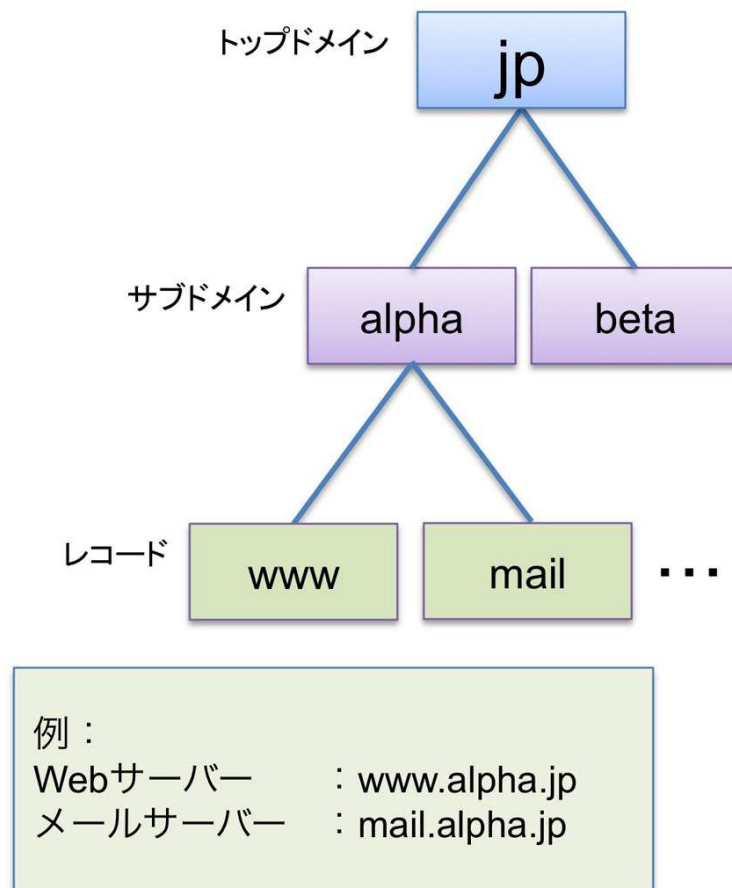 トップドメイン
jp
サブドメイン
alpha
beta
レコード
www
mail
...
例：
Webサーバー ：www.alpha.jp
メールサーバー ：mail.alpha.jp